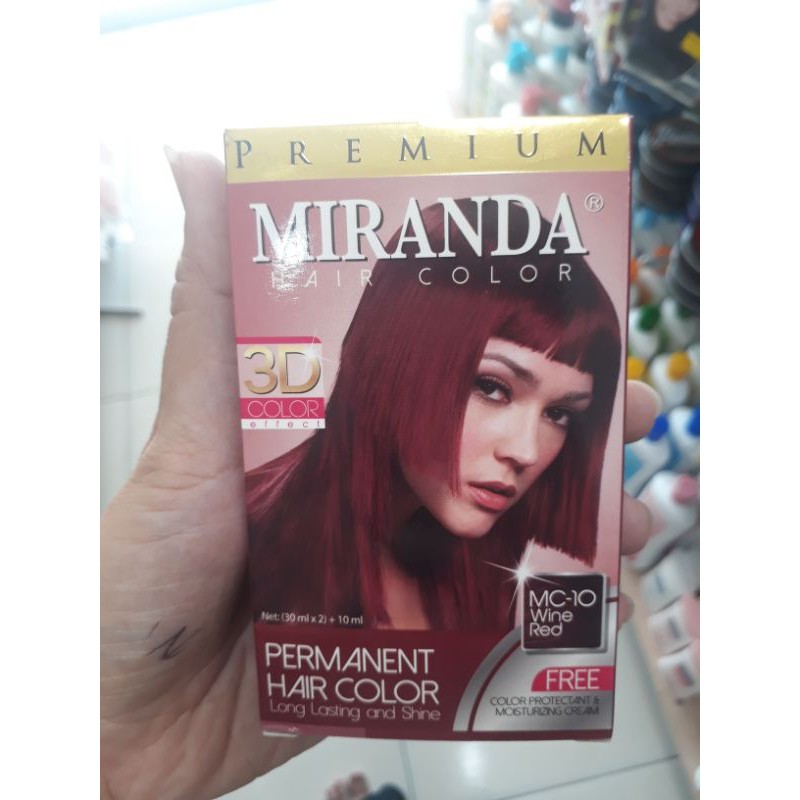 PREMIUM
MIRANDA®
HAIR COLOR
3D
COLOR
effect
MC-10
Wine
Red
Net: (30 ml x 2) + 10 ml
PERMANENT
HAIR COLOR
Long Lasting and Shine
FREE
COLOR PROTECTANT &
MOISTURIZING CREAM